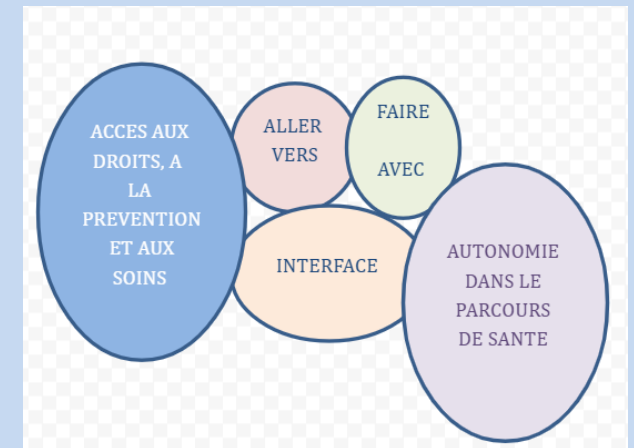 ACCES AUX
DROITS, A
LA
PREVENTION
ET AUX
SOINS
ALLER
VERS
FAIRE
AVEC
INTERFACE
AUTONOMIE
DANS LE
PARCOURS
DE SANTE